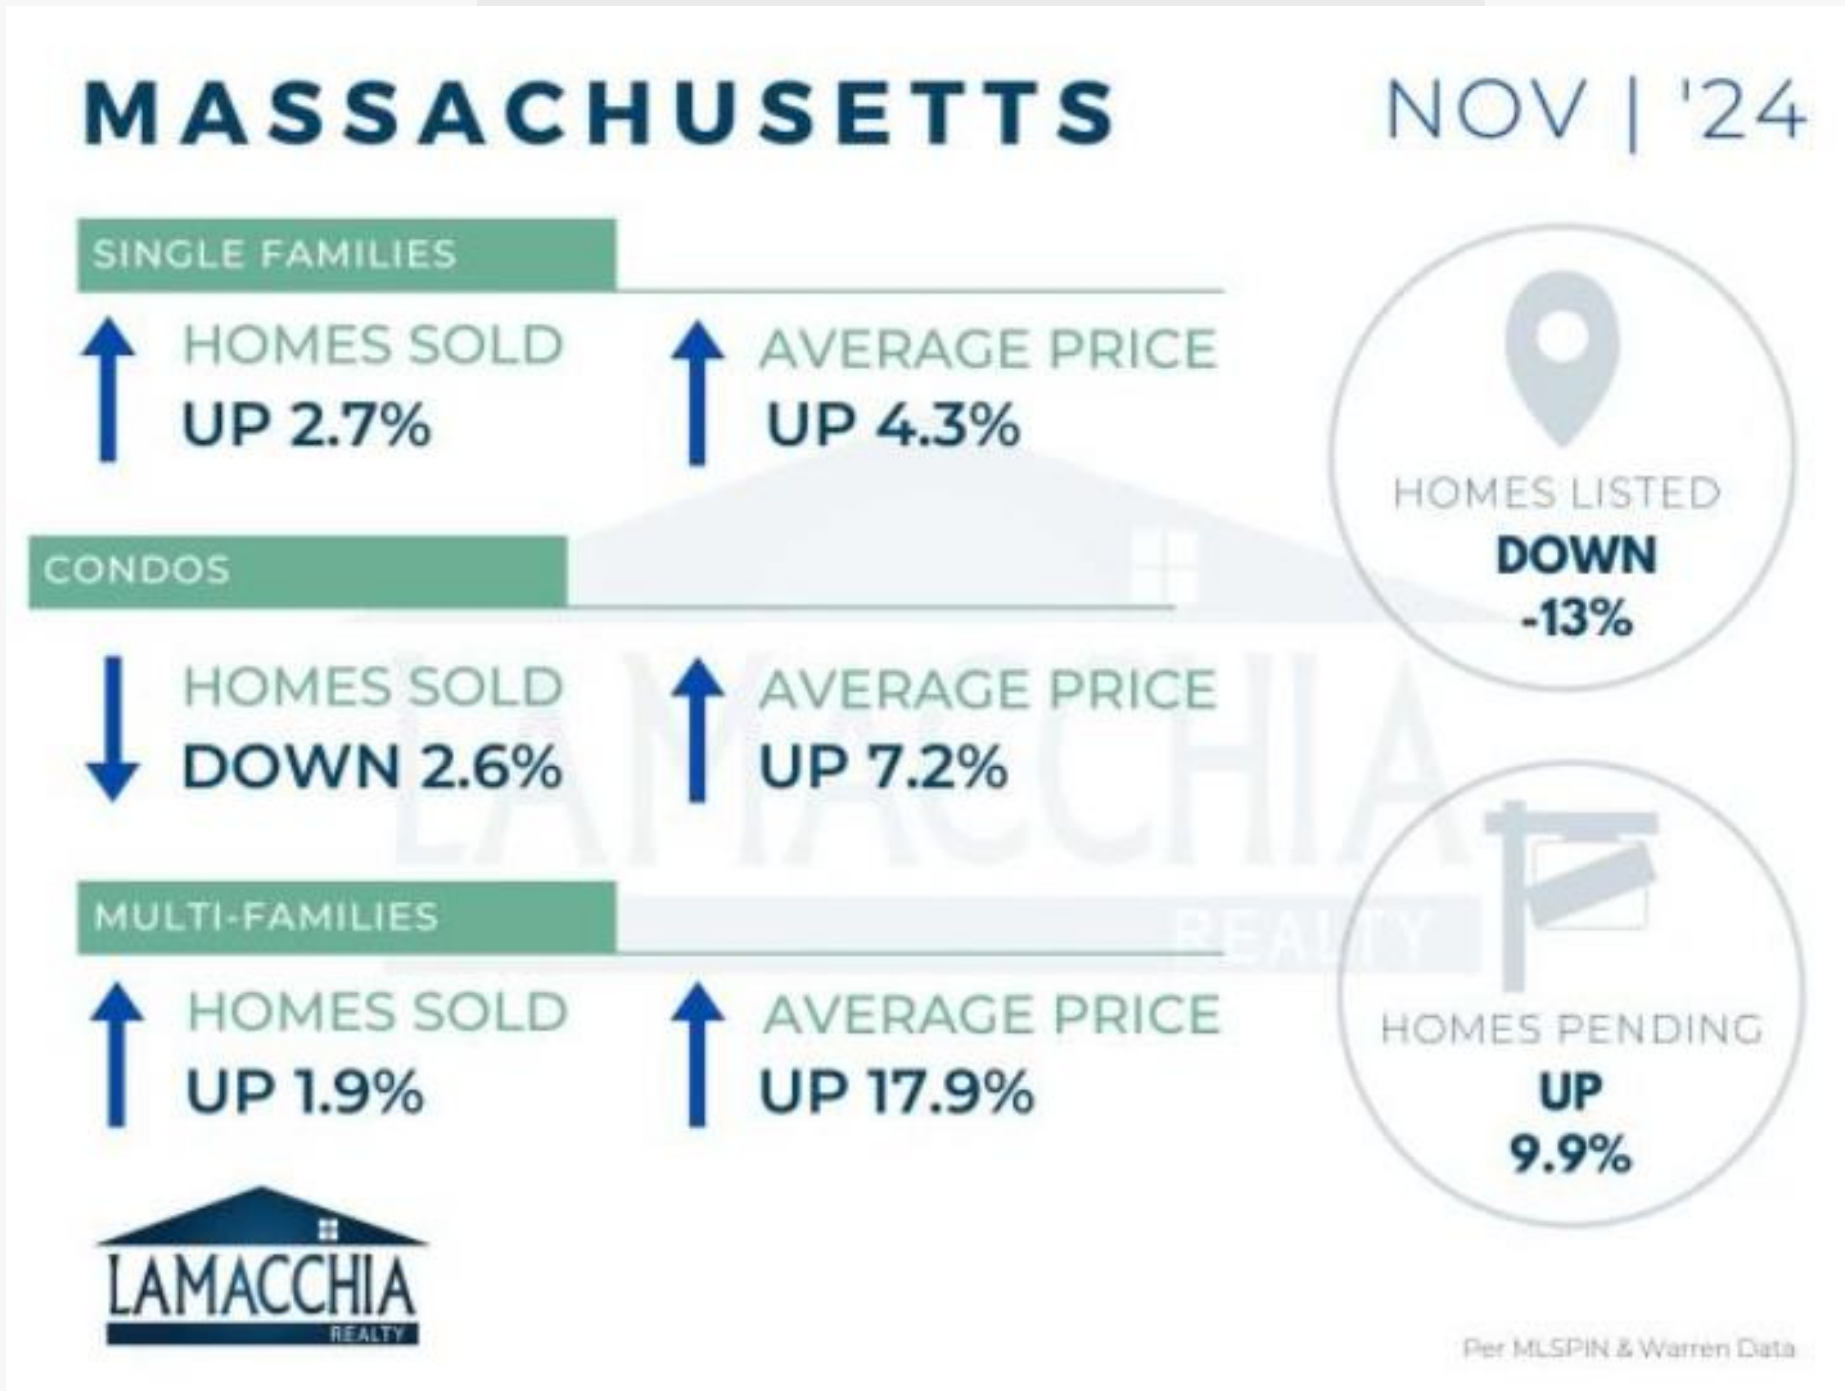 MASSACHUSETTS
NOV | '24
SINGLE FAMILIES
HOMES SOLD
UP 2.7%
AVERAGE PRICE
UP 4.3%
CONDOS
HOMES SOLD
DOWN 2.6%
AVERAGE PRICE
UP 7.2%
MULTI-FAMILIES
HOMES SOLD
UP 1.9%
AVERAGE PRICE
UP 17.9%
HOMES LISTED
DOWN
-13%
HOMES PENDING
UP
9.9%
LAMACCHIA
REALTY
LAMACCHIA
REALTY
Per MLSPIN & Warren Data